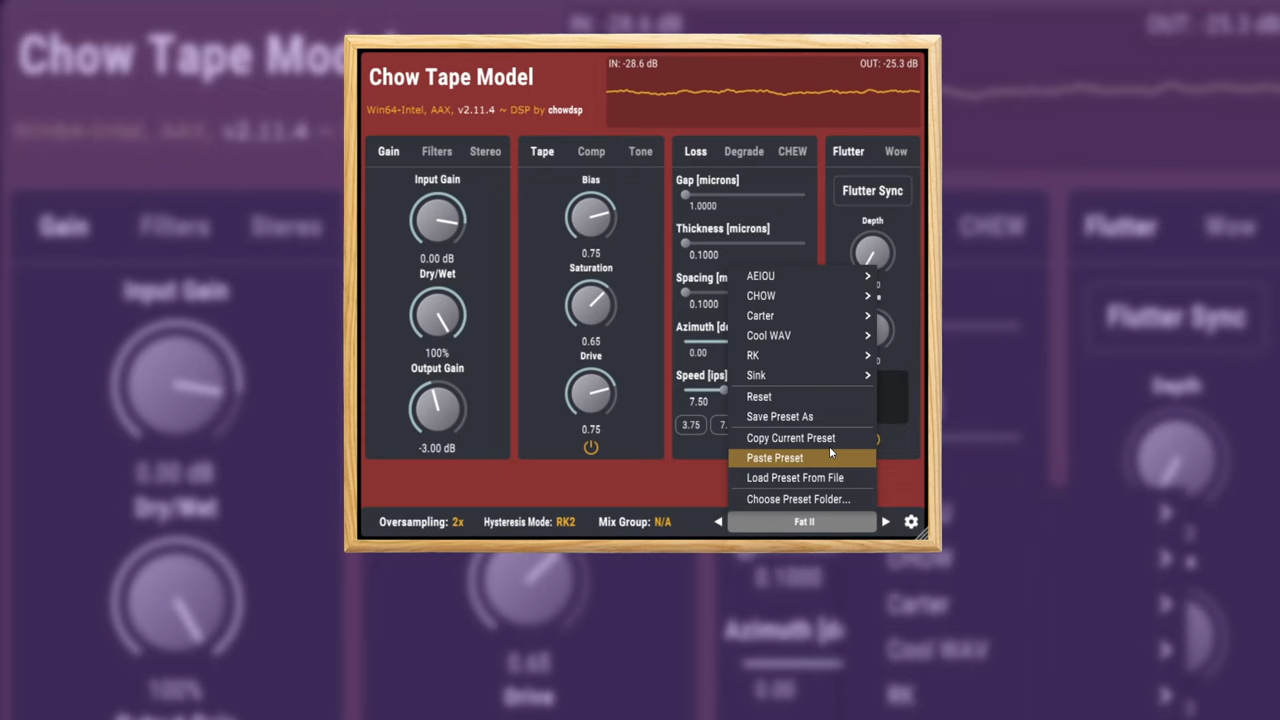 Chow Tape Model
IN: -28.6 dB
OUT: -25.3 dB
Win64-Intel, AAX, v2.11.4 ~ DSP by chowdsp
Gain Filters Stereo
Input Gain
0.00 dB
Dry/Wet
100%
Output Gain
-3.00 dB
Tape Comp Tone
Bias
0.75
Saturation
0.65
Drive
0.75
Loss Degrade CHEW
Gap [microns]
1.0000
Thickness [microns]
0.1000
Spacing [m
0.1000
Azimuth [de
0.00
Speed [ips]
7.50
3.75 7.
Flutter Wow
Flutter Sync
Depth
AEIOU
CHOW
Carter
Cool WAV
RK
Sink
Reset
Save Preset As
Copy Current Preset
Paste Preset
Load Preset From File
Choose Preset Folder...
Oversampling: 2x Hysteresis Mode: RK2 Mix Group: N/A
Fat II